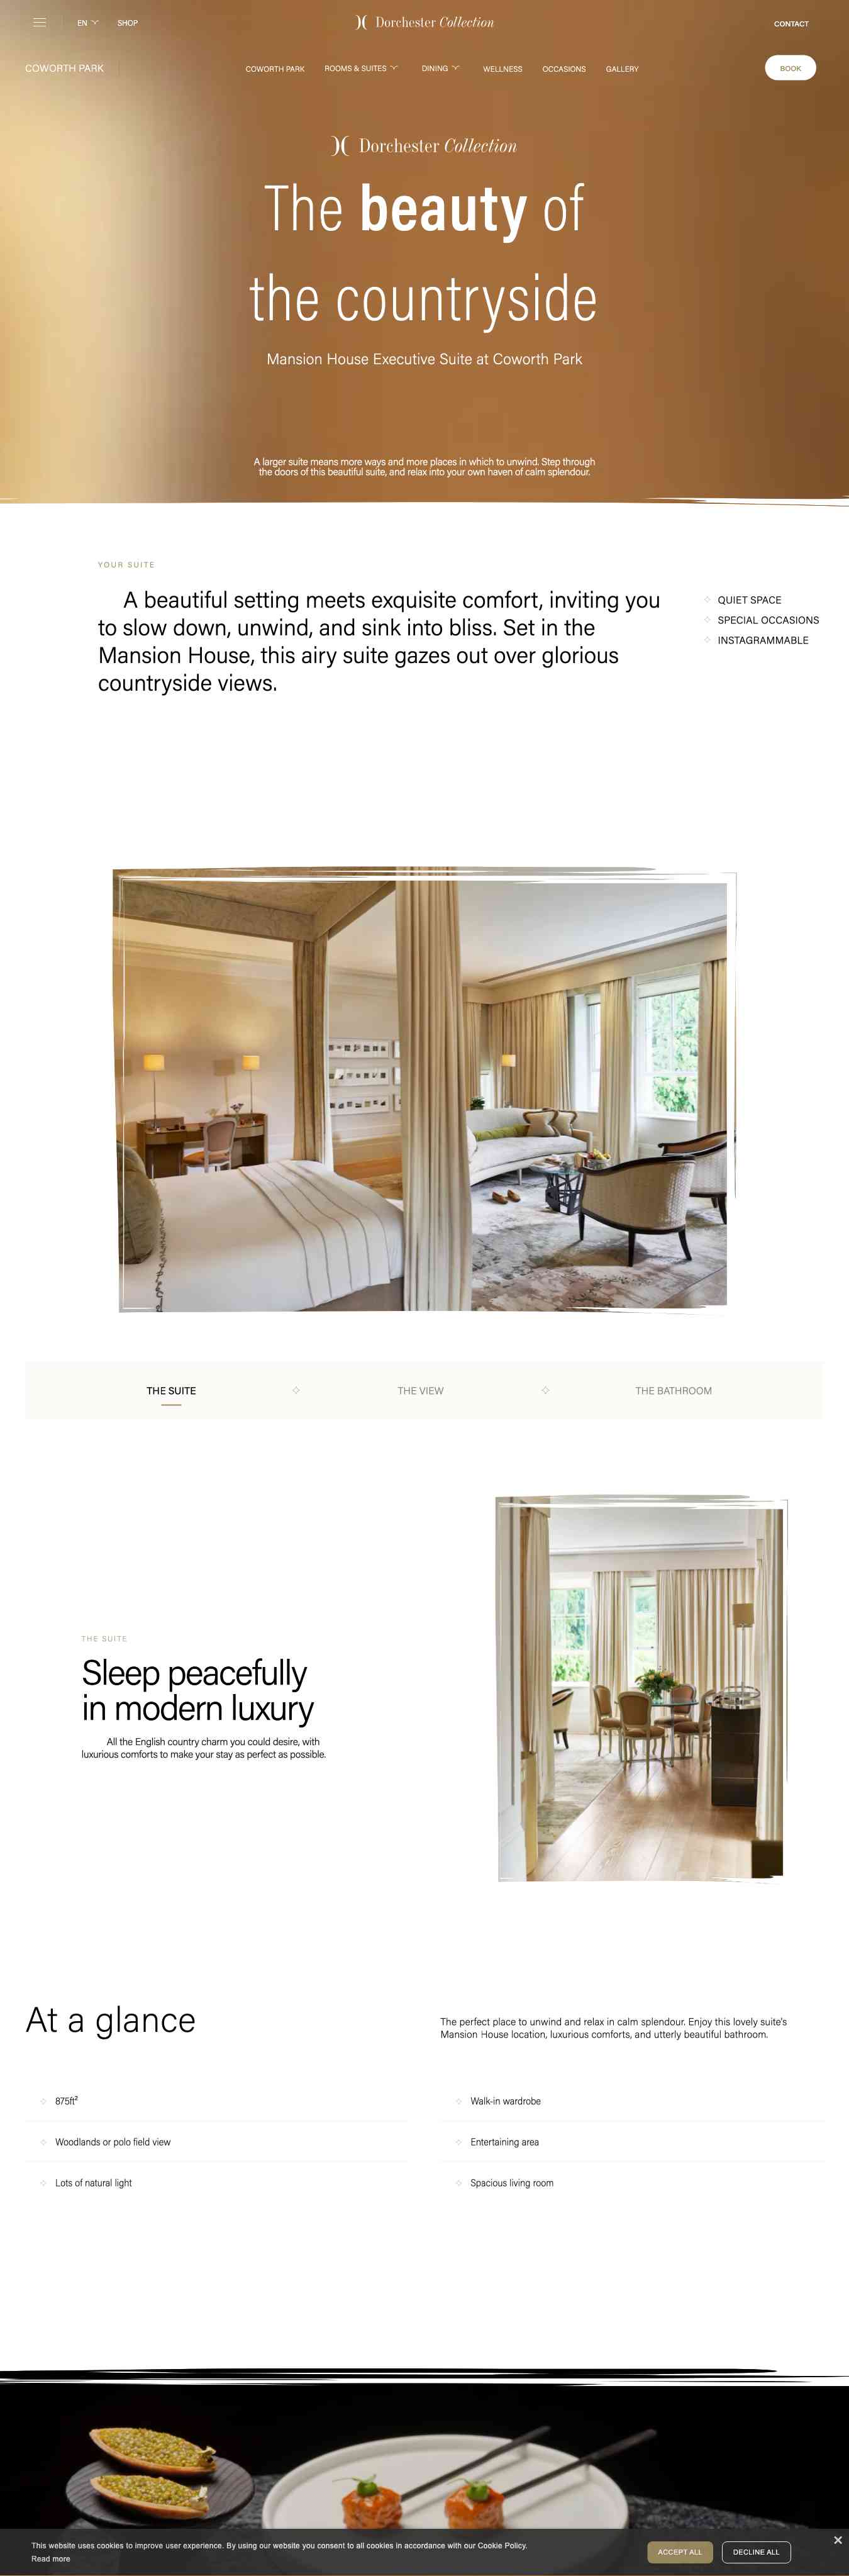 EN
SHOP
Dorchester Collection
CONTACT
COWORTH PARK
COWORTH PARK
ROOMS & SUITES
DINING
WELLNESS
OCCASIONS
GALLERY
BOOK
Dorchester Collection
The beauty of
the countryside
Mansion House Executive Suite at Coworth Park
A larger suite means more ways and more places in which to unwind. Step through
the doors of this beautiful suite, and relax into your own haven of calm splendour.
YOUR SUITE
A beautiful setting meets exquisite comfort, inviting you
to slow down, unwind, and sink into bliss. Set in the
Mansion House, this airy suite gazes out over glorious
countryside views.
QUIET SPACE
SPECIAL OCCASIONS
INSTAGRAMMABLE
THE SUITE
THE VIEW
THE BATHROOM
THE SUITE
Sleep peacefully
in modern luxury
All the English country charm you could desire, with
luxurious comforts to make your stay as perfect as possible.
At a glance
The perfect place to unwind and relax in calm splendour. Enjoy this lovely suite's
Mansion House location, luxurious comforts, and utterly beautiful bathroom.
875ft²
Woodlands or polo field view
Lots of natural light
Walk-in wardrobe
Entertaining area
Spacious living room
This website uses cookies to improve user experience. By using our website you consent to all cookies in accordance with our Cookie Policy.
Read more
ACCEPT ALL
DECLINE ALL